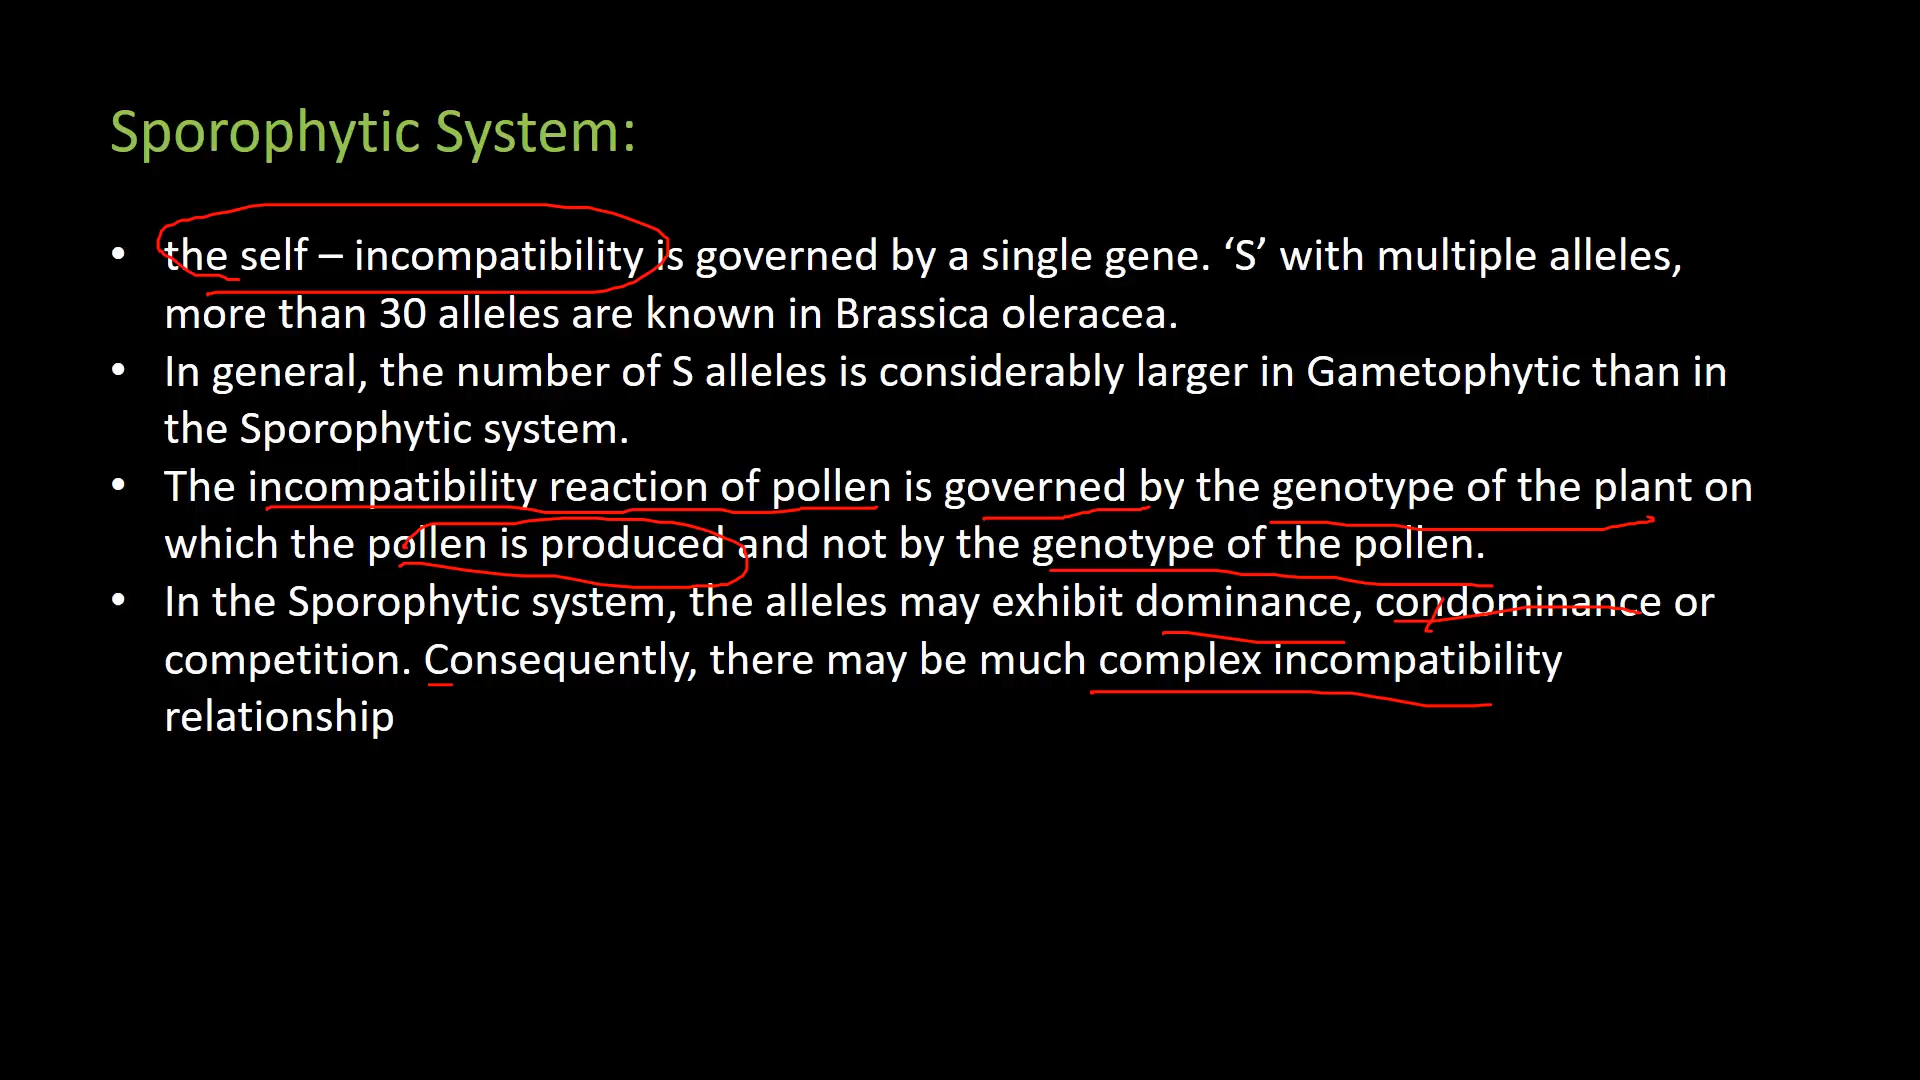 Sporophytic System:
• the self – incompatibility is governed by a single gene. ‘S’ with multiple alleles,
more than 30 alleles are known in Brassica oleracea.
• In general, the number of S alleles is considerably larger in Gametophytic than in
the Sporophytic system.
• The incompatibility reaction of pollen is governed by the genotype of the plant on
which the pollen is produced and not by the genotype of the pollen.
• In the Sporophytic system, the alleles may exhibit dominance, condominance or
competition. Consequently, there may be much complex incompatibility
relationship